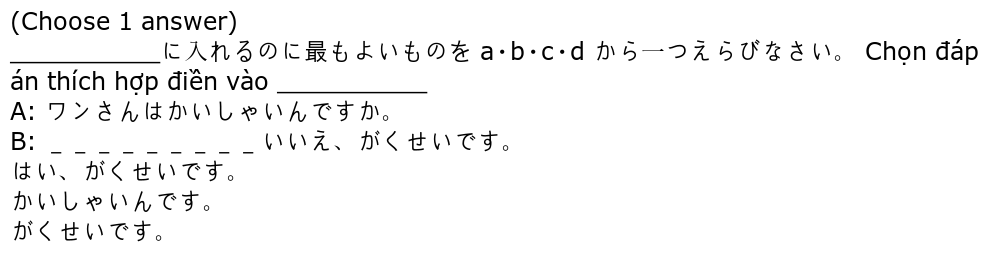 (Choose 1 answer)
____________に入れるのに最もよいものを a・b・c・d から一つえらびなさい。 Chọn đáp
án thích hợp điền vào ____________
A: ワンさんはかいしゃいんですか。
B: _ _ _ _ _ _ _ _ _ いいえ、がくせいです。
はい、がくせいです。
かいしゃいんです。
がくせいです。